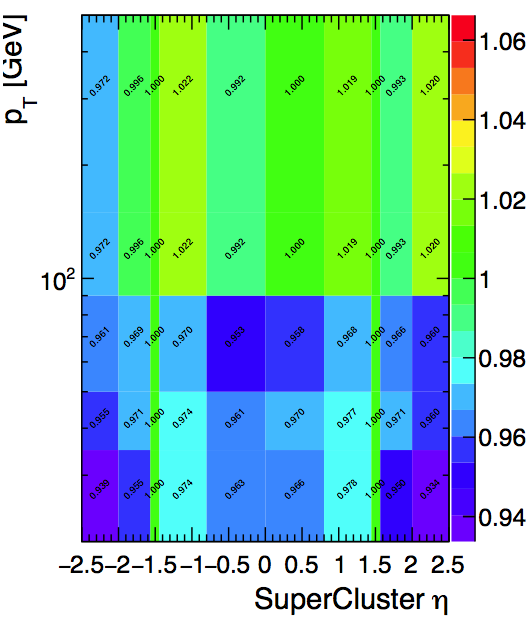 p_T [GeV]
0.972 0.996 1.000 1.022 0.992 1.000 1.019 1.000 0.993 1.020
0.972 0.996 1.000 1.022 0.992 1.000 1.019 1.000 0.993 1.020
10²
0.961 0.969 1.000 0.970 0.958 0.968 1.000 0.966 0.960
0.955 0.971 1.000 0.974 0.961 0.970 0.977 1.000 0.971 0.960
0.939 0.955 1.000 0.974 0.963 0.966 0.978 1.000 0.950 0.934
−2.5 −2 −1.5 −1 −0.5 0 0.5 1 1.5 2 2.5
SuperCluster η
1.06
1.04
1.02
1
0.98
0.96
0.94